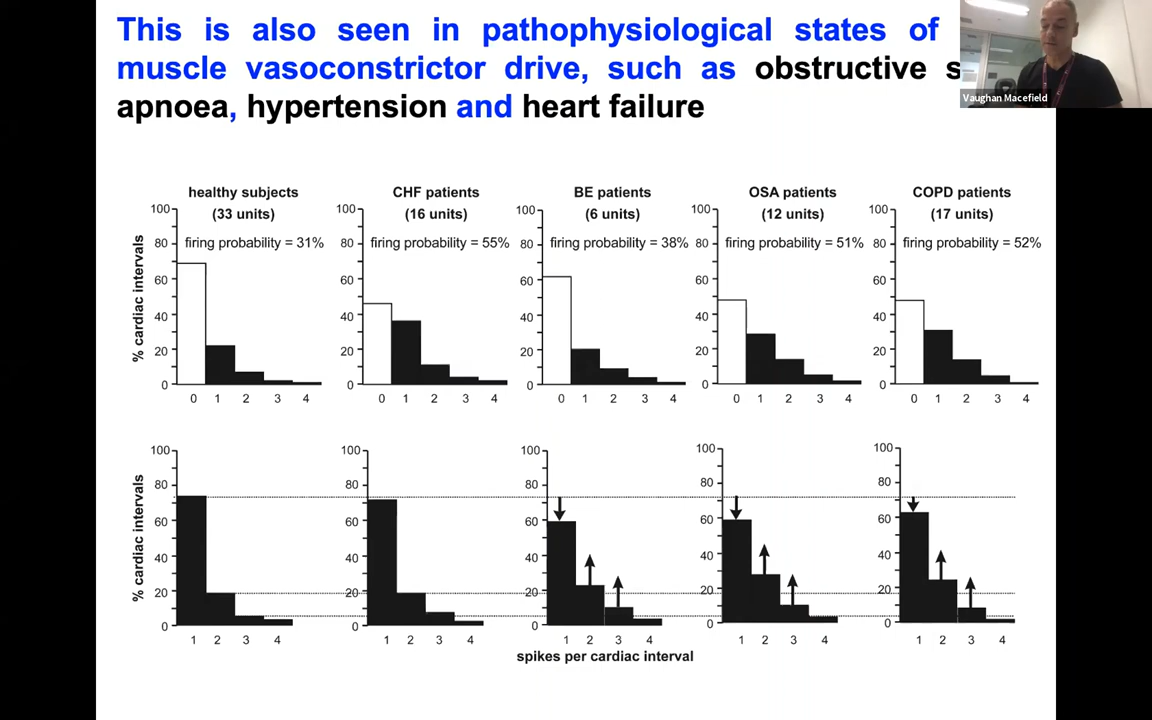 This is also seen in pathophysiological states of
muscle vasoconstrictor drive, such as obstructive s
apnoea, hypertension and heart failure
Vaughan Macefield
healthy subjects
(33 units)
firing probability = 31%
CHF patients
(16 units)
firing probability = 55%
BE patients
(6 units)
firing probability = 38%
OSA patients
(12 units)
firing probability = 51%
COPD patients
(17 units)
firing probability = 52%
% cardiac intervals
100 80 60 40 20 0
100 80 60 40 20 0
100 80 60 40 20 0
100 80 60 40 20 0
100 80 60 40 20 0
0 1 2 3 4
0 1 2 3 4
0 1 2 3 4
0 1 2 3 4
0 1 2 3 4
% cardiac intervals
100 80 60 40 20 0
100 80 60 40 20 0
100 80 60 40 20 0
100 80 60 40 20 0
100 80 60 40 20 0
1 2 3 4
1 2 3 4
1 2 3 4
1 2 3 4
1 2 3 4
spikes per cardiac interval